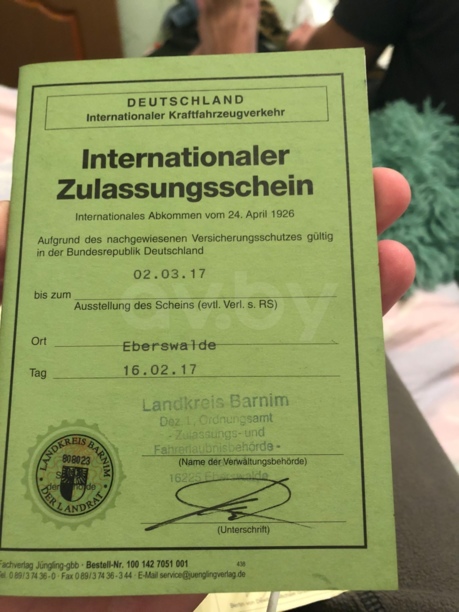 DEUTSCHLAND
Internationaler Kraftfahrzeugverkehr
Internationaler
Zulassungsschein
Internationales Abkommen vom 24. April 1926
Aufgrund des nachgewiesenen Versicherungsschutzes gültig
in der Bundesrepublik Deutschland
02.03.17
bis zum
Ausstellung des Scheins (evtl. Verl. s. RS)
av.by
Ort Eberswalde
Tag 16.02.17
Landkreis Barnim
Dez. 1, Ordnungsamt
- Zulassungs- und
Fahrerlaubnisbehörde -
(Name der Verwaltungsbehörde)
16225 Eberswalde
LANDKREIS BARNIM
DER LANDRAT
(Unterschrift)
Fachverlag Jüngling-gbb · Bestell-Nr. 100 142 7051 001
Tel. 0 89/3 74 36-0 · Fax 0 89/3 74 36-3 44 · E-Mail service@juenglingverlag.de